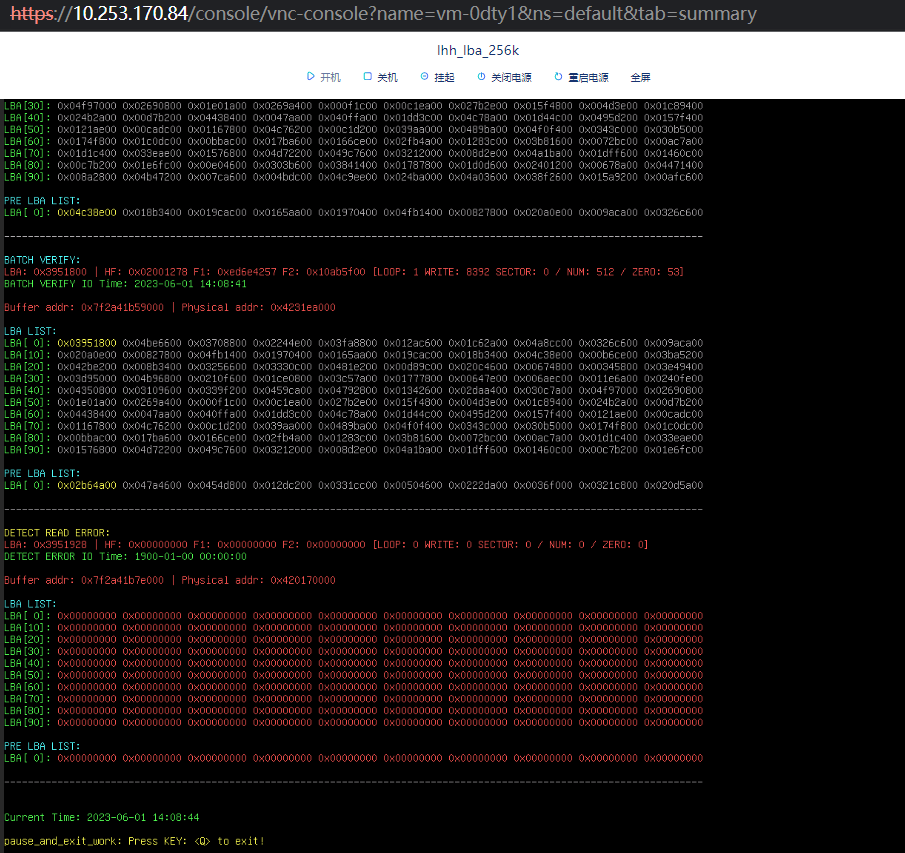 https://10.253.170.84/console/vnc-console?name=vm-0dty1&ns=default&tab=summary
lhh_lba_256k
开机 关机 挂起 关闭电源 重启电源 全屏
LBA[30]: 0x04f97000 0x02690800 0x01e01a00 0x0269a400 0x000f1c00 0x00c1ea00 0x027b2e00 0x015f4800 0x004d3e00 0x01c89400
LBA[40]: 0x024b2a00 0x00d7b200 0x04438400 0x0047aa00 0x040ffa00 0x01dd3c00 0x04c78a00 0x01d44c00 0x0495d200 0x0157f400
LBA[50]: 0x0121ae00 0x00cadc00 0x01167800 0x04c76200 0x00c1d200 0x039aa000 0x0489ba00 0x04f0f400 0x0343c000 0x030b5000
LBA[60]: 0x0174f800 0x01c0dc00 0x00bbac00 0x017ba600 0x0166ce00 0x02fb4a00 0x01283c00 0x03b81600 0x0072bc00 0x00ac7a00
LBA[70]: 0x01d1c400 0x033eae00 0x01576800 0x04d72200 0x049c7600 0x03212000 0x008d2e00 0x04a1ba00 0x01dff600 0x01460c00
LBA[80]: 0x00c7b200 0x01e6fc00 0x00e04600 0x0303b600 0x03841400 0x01787800 0x01d0d600 0x02401200 0x00678a00 0x04471400
LBA[90]: 0x008a2800 0x04b47200 0x007ca600 0x004bdc00 0x04c9ee00 0x024ba000 0x04a03600 0x038f2600 0x015a9200 0x00afc600
PRE LBA LIST:
LBA[ 0]: 0x04c38e00 0x018b3400 0x019cac00 0x0165aa00 0x01970400 0x04fb1400 0x00827800 0x020a0e00 0x009aca00 0x0326c600
BATCH VERIFY:
LBA: 0x3951800 | HF: 0x02001278 F1: 0xed6e4257 F2: 0x10ab5f00 [LOOP: 1 WRITE: 8392 SECTOR: 0 / NUM: 512 / ZERO: 53]
BATCH VERIFY IO Time: 2023-06-01 14:08:41
Buffer addr: 0x7f2a41b59000 | Physical addr: 0x4231ea000
LBA LIST:
LBA[ 0]: 0x03951800 0x04be6600 0x03708800 0x02244e00 0x03fa8800 0x012ac600 0x01c62a00 0x04a8cc00 0x0326c600 0x009aca00
LBA[10]: 0x020a0e00 0x00827800 0x04fb1400 0x01970400 0x0165aa00 0x019cac00 0x018b3400 0x04c38e00 0x00b6ce00 0x03ba5200
LBA[20]: 0x042be200 0x008b3400 0x03256600 0x03330c00 0x0481e200 0x00d89c00 0x020c4600 0x00674800 0x00345800 0x03e49400
LBA[30]: 0x03d95000 0x04b96800 0x0210f600 0x01ce0800 0x03c57a00 0x01777800 0x00647e00 0x006aec00 0x011e6a00 0x0240fe00
LBA[40]: 0x04350800 0x03109600 0x0339f200 0x0459ca00 0x04792800 0x01342600 0x02daa400 0x030c7a00 0x04f97000 0x02690800
LBA[50]: 0x01e01a00 0x0269a400 0x000f1c00 0x00c1ea00 0x027b2e00 0x015f4800 0x004d3e00 0x01c89400 0x024b2a00 0x00d7b200
LBA[60]: 0x04438400 0x0047aa00 0x040ffa00 0x01dd3c00 0x04c78a00 0x01d44c00 0x0495d200 0x0157f400 0x0121ae00 0x00cadc00
LBA[70]: 0x01167800 0x04c76200 0x00c1d200 0x039aa000 0x0489ba00 0x04f0f400 0x0343c000 0x030b5000 0x0174f800 0x01c0dc00
LBA[80]: 0x00bbac00 0x017ba600 0x0166ce00 0x02fb4a00 0x01283c00 0x03b81600 0x0072bc00 0x00ac7a00 0x01d1c400 0x033eae00
LBA[90]: 0x01576800 0x04d72200 0x049c7600 0x03212000 0x008d2e00 0x04a1ba00 0x01dff600 0x01460c00 0x00c7b200 0x01e6fc00
PRE LBA LIST:
LBA[ 0]: 0x02b64a00 0x047a4600 0x0454d800 0x012dc200 0x0331cc00 0x00504600 0x0222da00 0x0036f000 0x0321c800 0x020d5a00
DETECT READ ERROR:
LBA: 0x3951928 | HF: 0x00000000 F1: 0x00000000 F2: 0x00000000 [LOOP: 0 WRITE: 0 SECTOR: 0 / NUM: 0 / ZERO: 0]
DETECT ERROR IO Time: 1900-01-00 00:00:00
Buffer addr: 0x7f2a41b7e000 | Physical addr: 0x420170000
LBA LIST:
LBA[ 0]: 0x00000000 0x00000000 0x00000000 0x00000000 0x00000000 0x00000000 0x00000000 0x00000000 0x00000000 0x00000000
LBA[10]: 0x00000000 0x00000000 0x00000000 0x00000000 0x00000000 0x00000000 0x00000000 0x00000000 0x00000000 0x00000000
LBA[20]: 0x00000000 0x00000000 0x00000000 0x00000000 0x00000000 0x00000000 0x00000000 0x00000000 0x00000000 0x00000000
LBA[30]: 0x00000000 0x00000000 0x00000000 0x00000000 0x00000000 0x00000000 0x00000000 0x00000000 0x00000000 0x00000000
LBA[40]: 0x00000000 0x00000000 0x00000000 0x00000000 0x00000000 0x00000000 0x00000000 0x00000000 0x00000000 0x00000000
LBA[50]: 0x00000000 0x00000000 0x00000000 0x00000000 0x00000000 0x00000000 0x00000000 0x00000000 0x00000000 0x00000000
LBA[60]: 0x00000000 0x00000000 0x00000000 0x00000000 0x00000000 0x00000000 0x00000000 0x00000000 0x00000000 0x00000000
LBA[70]: 0x00000000 0x00000000 0x00000000 0x00000000 0x00000000 0x00000000 0x00000000 0x00000000 0x00000000 0x00000000
LBA[80]: 0x00000000 0x00000000 0x00000000 0x00000000 0x00000000 0x00000000 0x00000000 0x00000000 0x00000000 0x00000000
LBA[90]: 0x00000000 0x00000000 0x00000000 0x00000000 0x00000000 0x00000000 0x00000000 0x00000000 0x00000000 0x00000000
PRE LBA LIST:
LBA[ 0]: 0x00000000 0x00000000 0x00000000 0x00000000 0x00000000 0x00000000 0x00000000 0x00000000 0x00000000 0x00000000
Current Time: 2023-06-01 14:08:44
pause_and_exit_work: Press KEY: <Q> to exit!